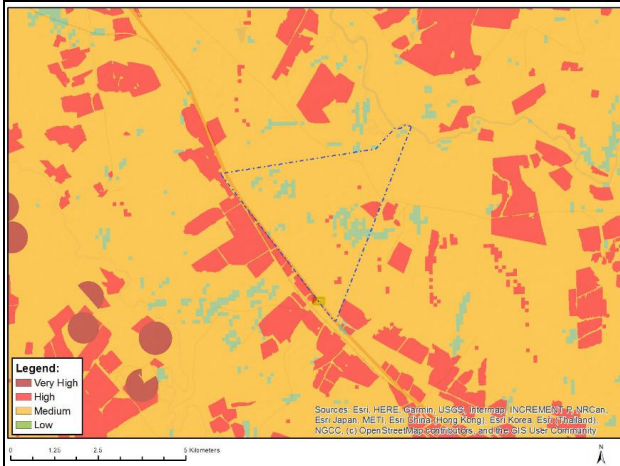 Legend:
Very High
High
Medium
Low
Sources: Esri, HERE, Garmin, USGS, Intermap, INCREMENT P, NRCan,
Esri Japan, METI, Esri China (Hong Kong), Esri Korea, Esri (Thailand),
NGCC, (c) OpenStreetMap contributors, and the GIS User Community
0 1.25 2.5 5 Kilometers
N